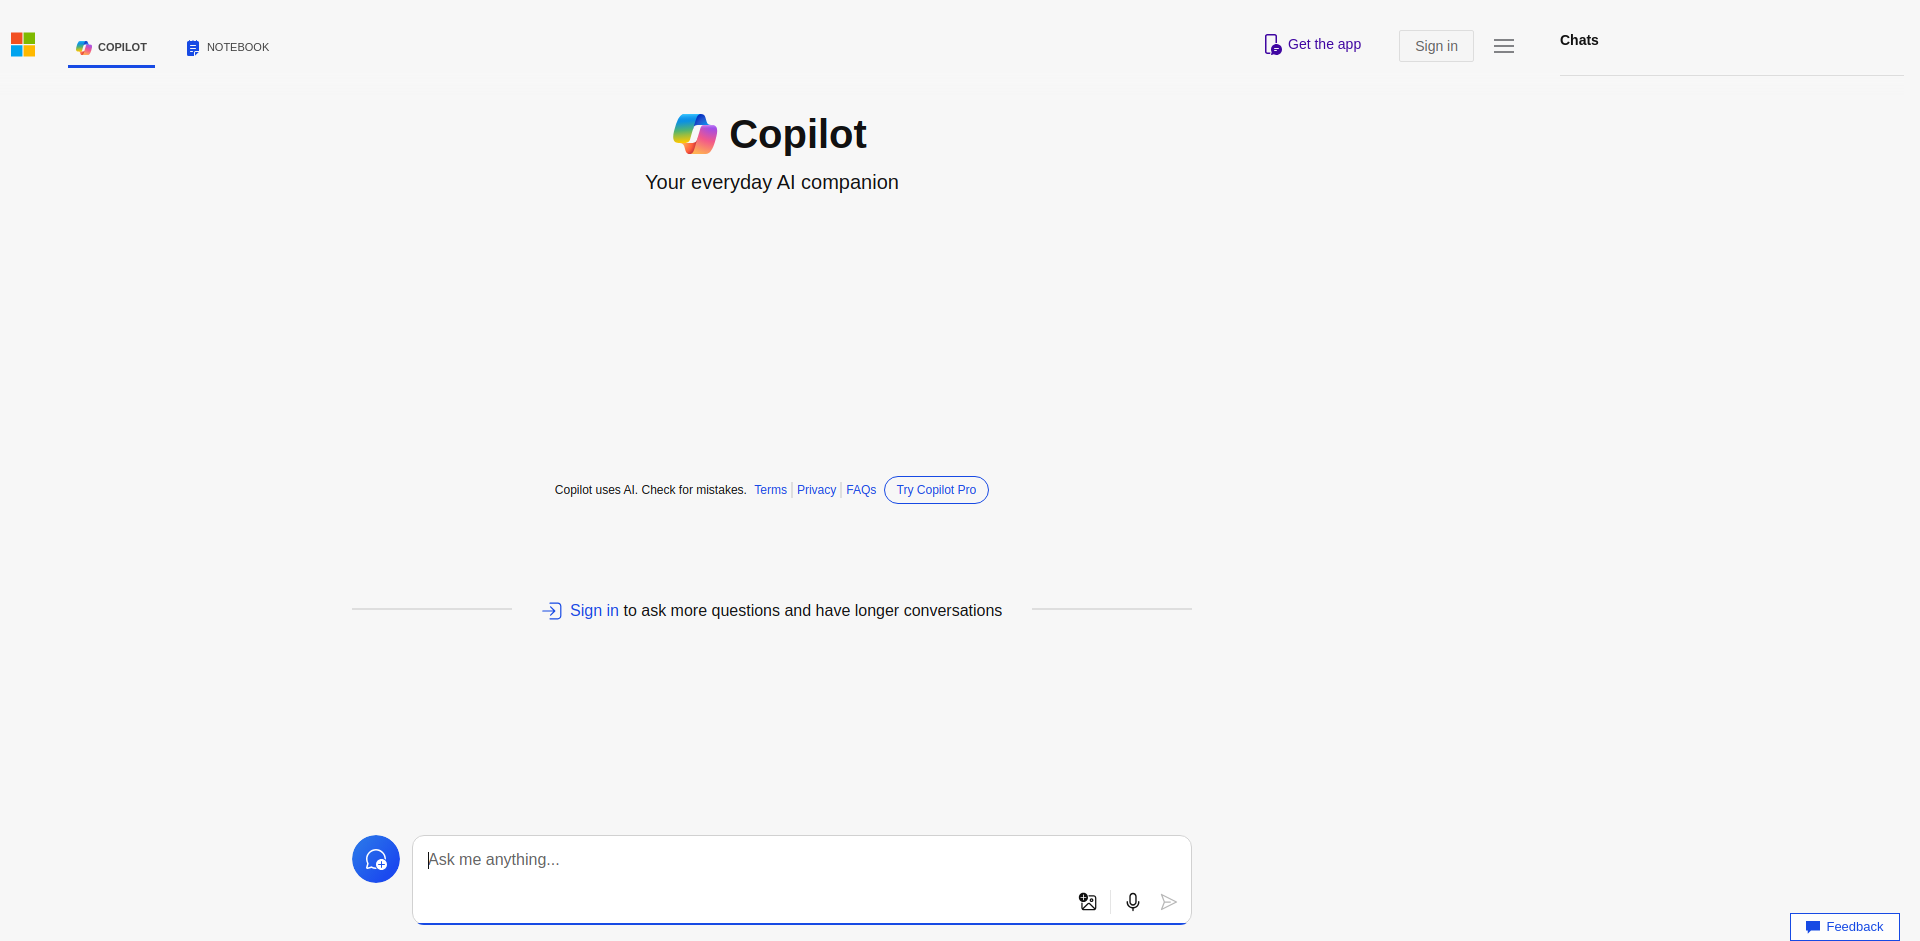 COPILOT
NOTEBOOK
Get the app
Sign in
Chats
Copilot
Your everyday AI companion
Copilot uses AI. Check for mistakes. Terms Privacy FAQs Try Copilot Pro
Sign in to ask more questions and have longer conversations
Ask me anything...
Feedback